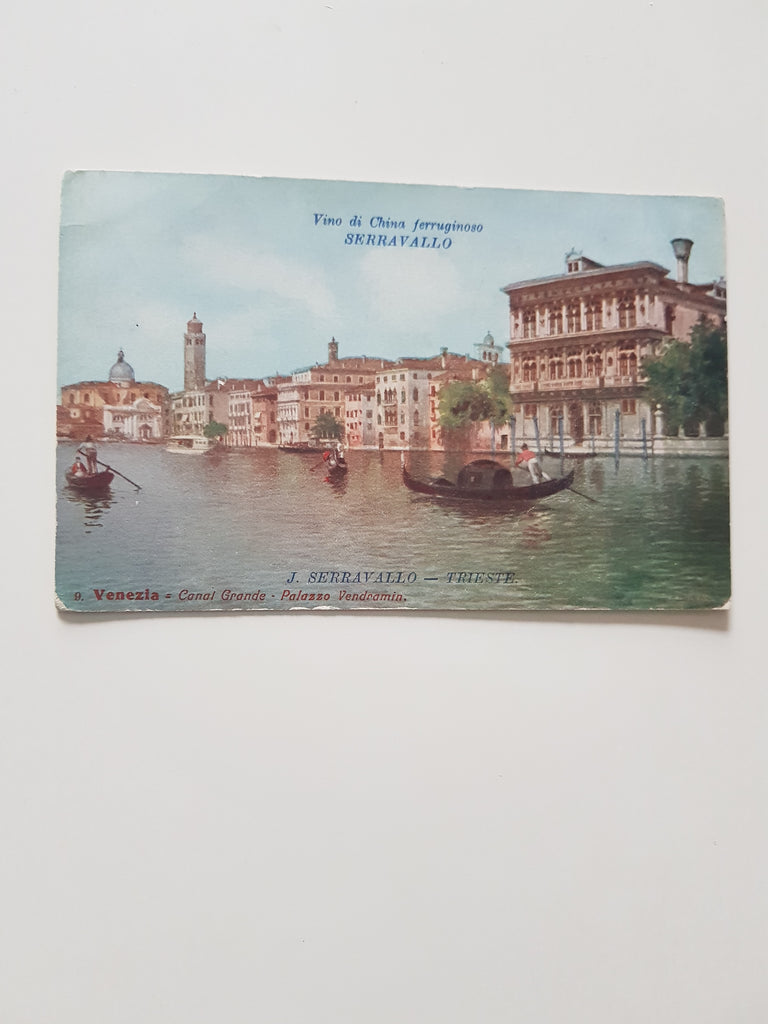 Vino di China ferruginoso
SERRAVALLO
J. SERRAVALLO — TRIESTE.
9. Venezia = Canal Grande - Palazzo Vendramin.